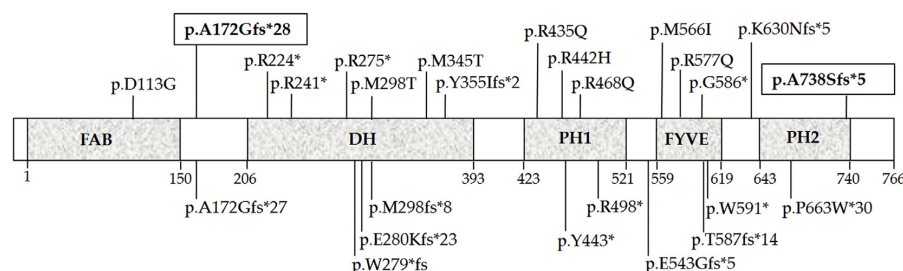 p.A172Gfs*28
p.R435Q
p.M566I
p.K630Nfs*5
p.R224*
p.R275*
p.M345T
p.R442H
p.R577Q
p.D113G
p.R241*
p.M298T
p.Y355Ifs*2
p.R468Q
p.G586*
p.A738Sfs*5
FAB
DH
PH1
FYVE
PH2
1
150
206
393
423
521
559
619
643
740
766
p.A172Gfs*27
p.M298fs*8
p.R498*
p.W591*
p.P663W*30
p.E280Kfs*23
p.Y443*
p.T587fs*14
p.W279*fs
p.E543Gfs*5